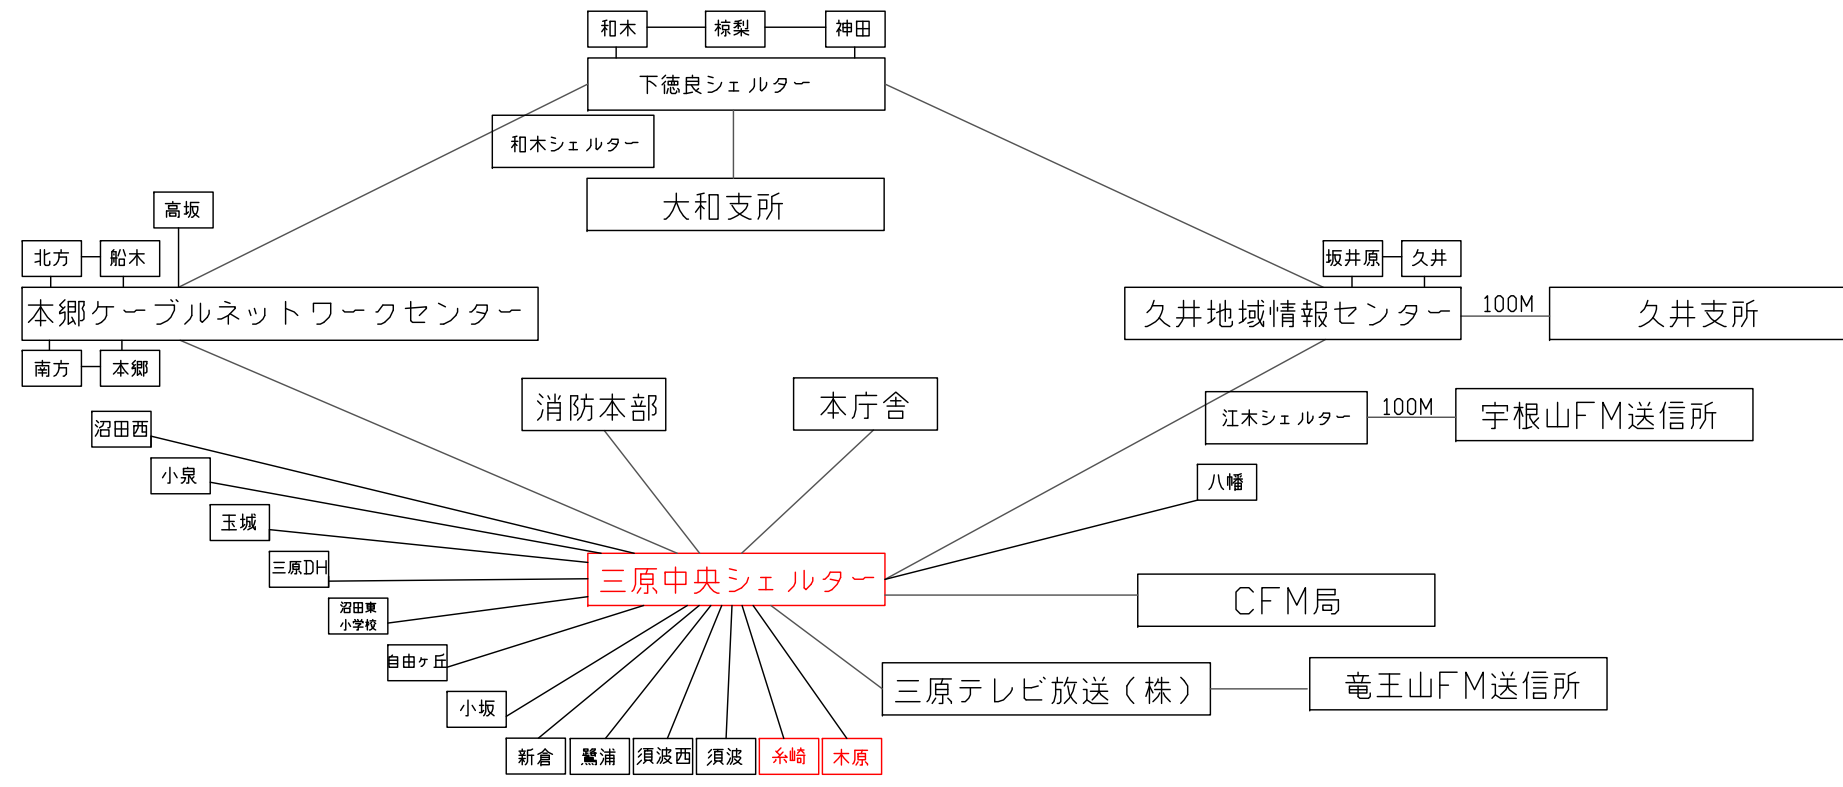 和木
椋梨
神田
下徳良シェルター
和木シェルター
大和支所
高坂
北方
船木
坂井原
久井
本郷ケーブルネットワークセンター
久井地域情報センター
100M
久井支所
南方
本郷
消防本部
本庁舎
江木シェルター
100M
宇根山FM送信所
沼田西
小泉
八幡
玉城
三原DH
三原中央シェルター
CFM局
沼田東
小学校
自由ヶ丘
三原テレビ放送(株)
竜王山FM送信所
小坂
新倉
鷺浦
須波西
須波
糸崎
木原